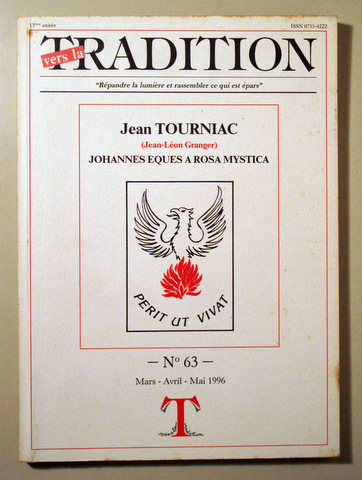 13ème année ISSN 0755-4222
vers la
TRADITION
"Répandre la lumière et rassembler ce qui est épars"
Jean TOURNIAC
(Jean-Léon Granger)
JOHANNES EQUES A ROSA MYSTICA
PERIT UT VIVAT
— No 63 —
Mars - Avril - Mai 1996
T